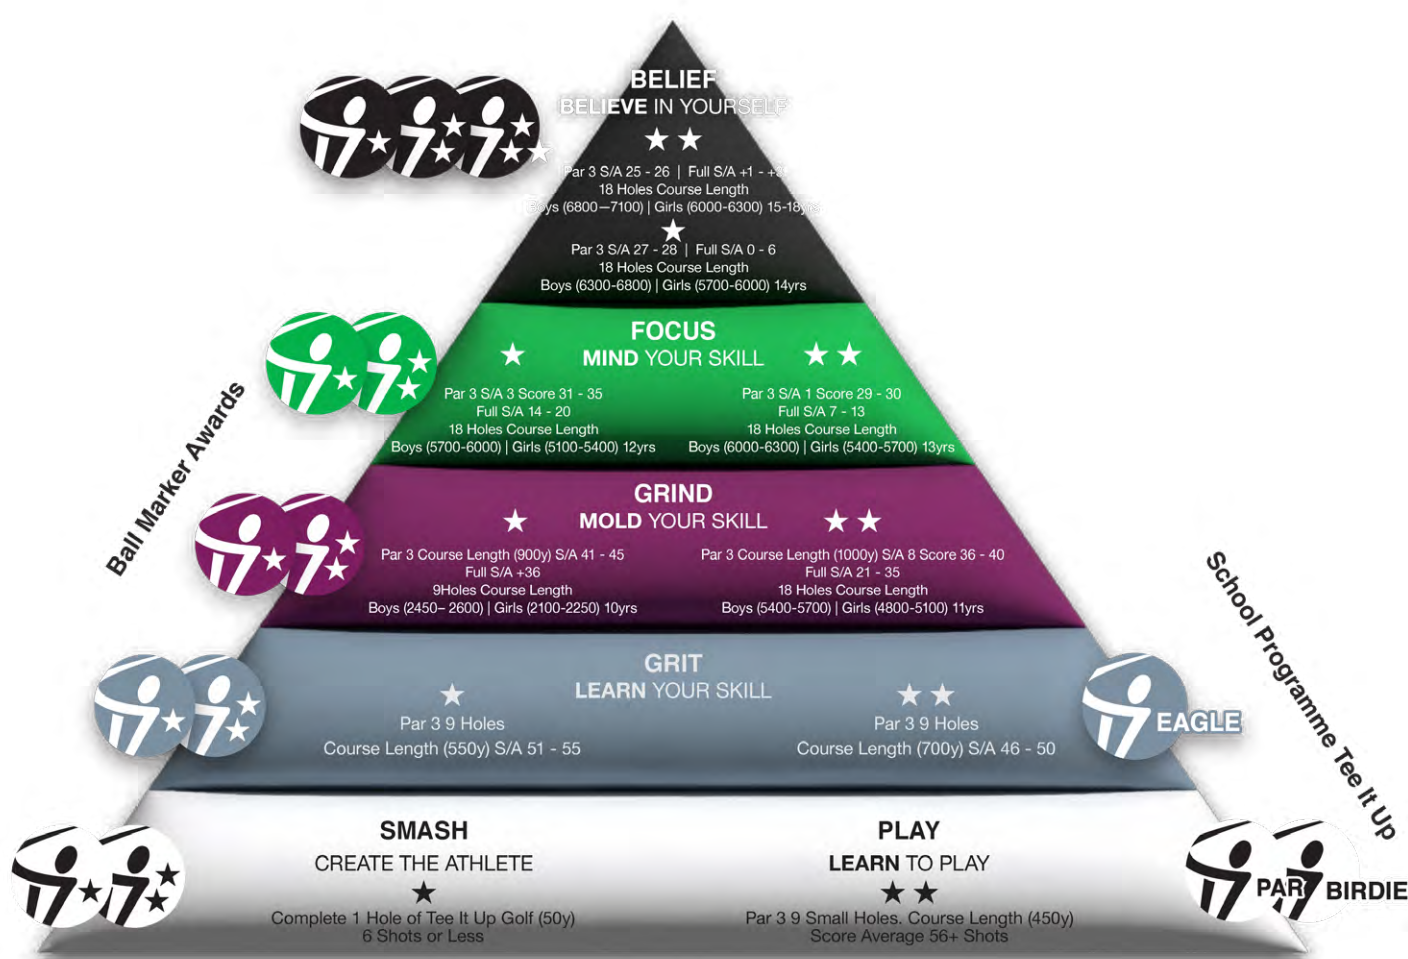 BELIEF
BELIEVE IN YOURSELF
Par 3 S/A 25 - 26 | Full S/A +1 -
18 Holes Course Length
Boys (6800—7100) | Girls (6000-6300) 15-18yrs
Par 3 S/A 27 - 28 | Full S/A 0 - 6
18 Holes Course Length
Boys (6300-6800) | Girls (5700-6000) 14yrs
FOCUS
MIND YOUR SKILL
Par 3 S/A 3 Score 31 - 35
Full S/A 14 - 20
18 Holes Course Length
Boys (5700-6000) | Girls (5100-5400) 12yrs
Par 3 S/A 1 Score 29 - 30
Full S/A 7 - 13
18 Holes Course Length
Boys (6000-6300) | Girls (5400-5700) 13yrs
Ball Marker Awards
GRIND
MOLD YOUR SKILL
Par 3 Course Length (900y) S/A 41 - 45
Full S/A +36
9Holes Course Length
Boys (2450– 2600) | Girls (2100-2250) 10yrs
Par 3 Course Length (1000y) S/A 8 Score 36 - 40
Full S/A 21 - 35
18 Holes Course Length
Boys (5400-5700) | Girls (4800-5100) 11yrs
School Programme Tee It Up
GRIT
LEARN YOUR SKILL
Par 3 9 Holes
Course Length (550y) S/A 51 - 55
Par 3 9 Holes
Course Length (700y) S/A 46 - 50
EAGLE
SMASH
CREATE THE ATHLETE
Complete 1 Hole of Tee It Up Golf (50y)
6 Shots or Less
PLAY
LEARN TO PLAY
Par 3 9 Small Holes. Course Length (450y)
Score Average 56+ Shots
PAR
BIRDIE